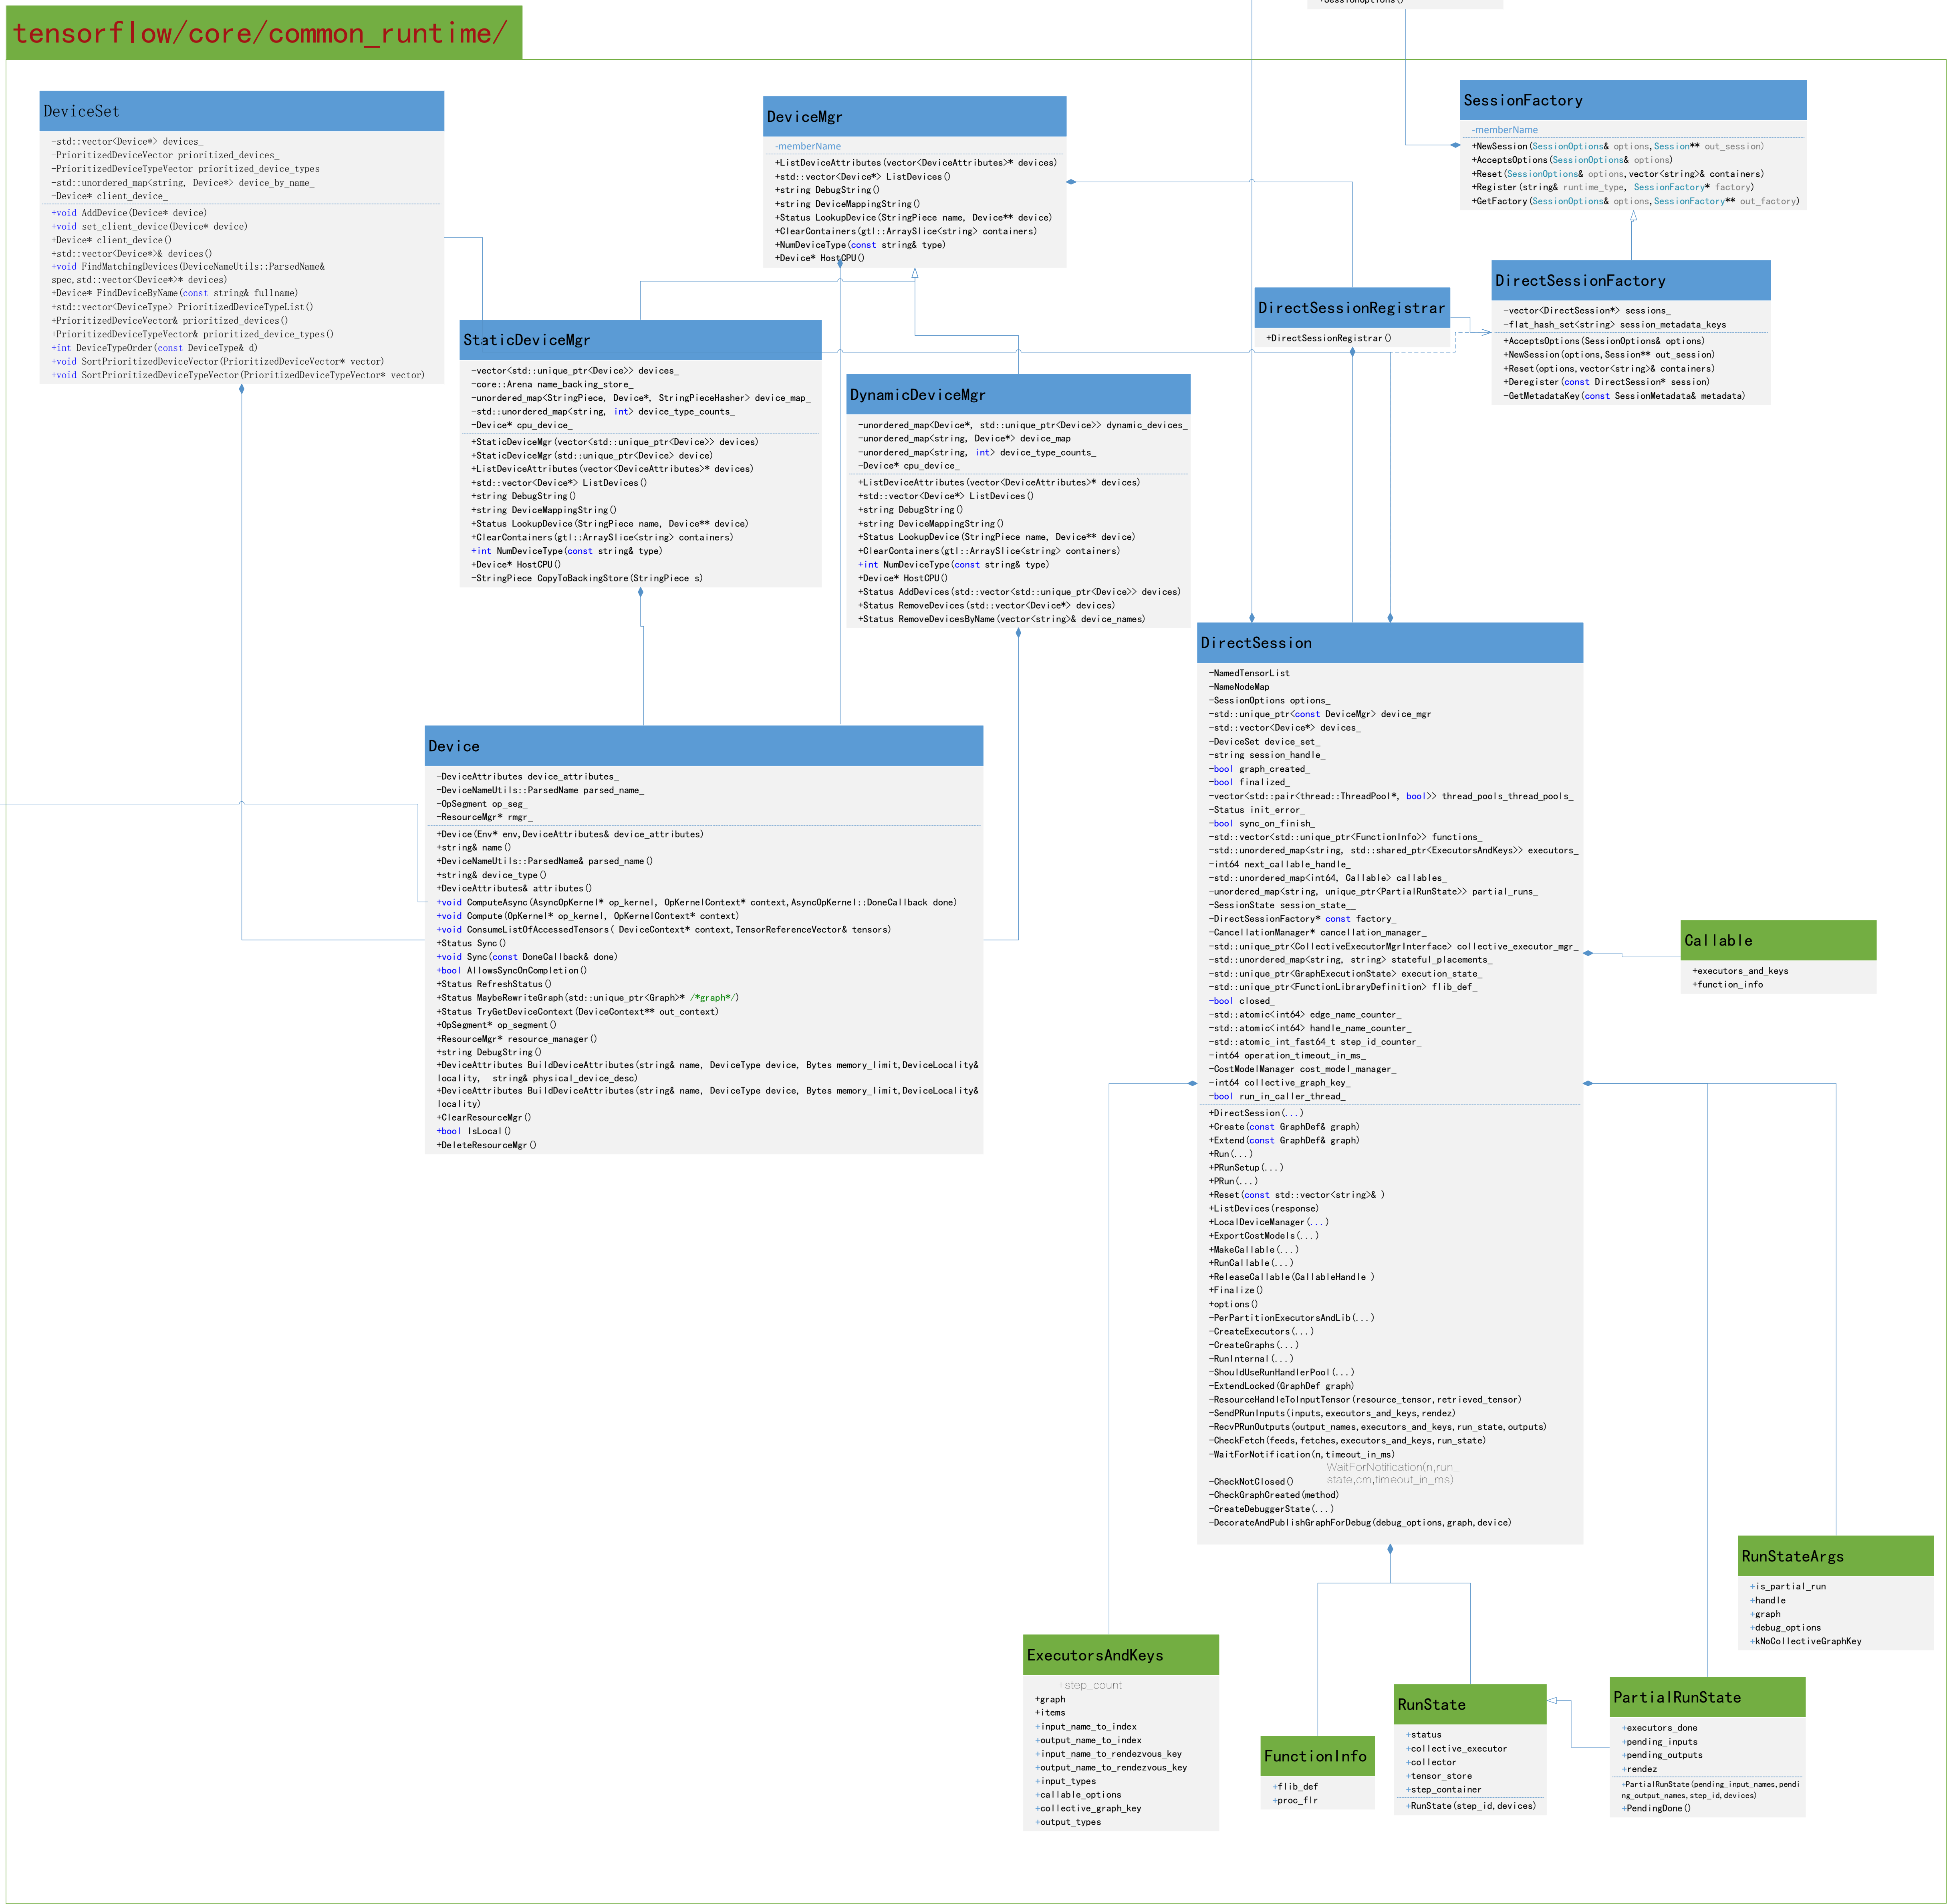 +SessionOptions()
tensorflow/core/common_runtime/
DeviceSet
-std::vector<Device*> devices_
-PrioritizedDeviceVector prioritized_devices_
-PrioritizedDeviceTypeVector prioritized_device_types
-std::unordered_map<string, Device*> device_by_name_
-Device* client_device_
+void AddDevice(Device* device)
+void set_client_device(Device* device)
+Device* client_device()
+std::vector<Device*>& devices()
+void FindMatchingDevices(DeviceNameUtils::ParsedName&
spec,std::vector<Device*>* devices)
+Device* FindDeviceByName(const string& fullname)
+std::vector<DeviceType> PrioritizedDeviceTypeList()
+PrioritizedDeviceVector& prioritized_devices()
+PrioritizedDeviceTypeVector& prioritized_device_types()
+int DeviceTypeOrder(const DeviceType& d)
+void SortPrioritizedDeviceVector(PrioritizedDeviceVector* vector)
+void SortPrioritizedDeviceTypeVector(PrioritizedDeviceTypeVector* vector)
DeviceMgr
-memberName
+ListDeviceAttributes(vector<DeviceAttributes>* devices)
+std::vector<Device*> ListDevices()
+string DebugString()
+string DeviceMappingString()
+Status LookupDevice(StringPiece name, Device** device)
+ClearContainers(gtl::ArraySlice<string> containers)
+NumDeviceType(const string& type)
+Device* HostCPU()
SessionFactory
-memberName
+NewSession(SessionOptions& options,Session** out_session)
+AcceptsOptions(SessionOptions& options)
+Reset(SessionOptions& options,vector<string>& containers)
+Register(string& runtime_type, SessionFactory* factory)
+GetFactory(SessionOptions& options,SessionFactory** out_factory)
DirectSessionRegistrar
+DirectSessionRegistrar()
DirectSessionFactory
-vector<DirectSession*> sessions_
-flat_hash_set<string> session_metadata_keys
+AcceptsOptions(SessionOptions& options)
+NewSession(options,Session** out_session)
+Reset(options,vector<string>& containers)
+Deregister(const DirectSession* session)
-GetMetadataKey(const SessionMetadata& metadata)
StaticDeviceMgr
-vector<std::unique_ptr<Device>> devices_
-core::Arena name_backing_store_
-unordered_map<StringPiece, Device*, StringPieceHasher> device_map_
-std::unordered_map<string, int> device_type_counts_
-Device* cpu_device_
+StaticDeviceMgr(vector<std::unique_ptr<Device>> devices)
+StaticDeviceMgr(std::unique_ptr<Device> device)
+ListDeviceAttributes(vector<DeviceAttributes>* devices)
+std::vector<Device*> ListDevices()
+string DebugString()
+string DeviceMappingString()
+Status LookupDevice(StringPiece name, Device** device)
+ClearContainers(gtl::ArraySlice<string> containers)
+int NumDeviceType(const string& type)
+Device* HostCPU()
-StringPiece CopyToBackingStore(StringPiece s)
DynamicDeviceMgr
-unordered_map<Device*, std::unique_ptr<Device>> dynamic_devices_
-unordered_map<string, Device*> device_map
-unordered_map<string, int> device_type_counts_
-Device* cpu_device_
+ListDeviceAttributes(vector<DeviceAttributes>* devices)
+std::vector<Device*> ListDevices()
+string DebugString()
+string DeviceMappingString()
+Status LookupDevice(StringPiece name, Device** device)
+ClearContainers(gtl::ArraySlice<string> containers)
+int NumDeviceType(const string& type)
+Device* HostCPU()
+Status AddDevices(std::vector<std::unique_ptr<Device>> devices)
+Status RemoveDevices(std::vector<Device*> devices)
+Status RemoveDevicesByName(vector<string>& device_names)
Device
-DeviceAttributes device_attributes_
-DeviceNameUtils::ParsedName parsed_name_
-OpSegment op_seg_
-ResourceMgr* rmgr_
+Device(Env* env,DeviceAttributes& device_attributes)
+string& name()
+DeviceNameUtils::ParsedName& parsed_name()
+string& device_type()
+DeviceAttributes& attributes()
+void ComputeAsync(AsyncOpKernel* op_kernel, OpKernelContext* context,AsyncOpKernel::DoneCallback done)
+void Compute(OpKernel* op_kernel, OpKernelContext* context)
+void ConsumeListOfAccessedTensors( DeviceContext* context,TensorReferenceVector& tensors)
+Status Sync()
+void Sync(const DoneCallback& done)
+bool AllowsSyncOnCompletion()
+Status RefreshStatus()
+Status MaybeRewriteGraph(std::unique_ptr<Graph>* /*graph*/)
+Status TryGetDeviceContext(DeviceContext** out_context)
+OpSegment* op_segment()
+ResourceMgr* resource_manager()
+string DebugString()
+DeviceAttributes BuildDeviceAttributes(string& name, DeviceType device, Bytes memory_limit,DeviceLocality&
locality,  string& physical_device_desc)
+DeviceAttributes BuildDeviceAttributes(string& name, DeviceType device, Bytes memory_limit,DeviceLocality&
locality)
+ClearResourceMgr()
+bool IsLocal()
+DeleteResourceMgr()
DirectSession
-NamedTensorList
-NameNodeMap
-SessionOptions options_
-std::unique_ptr<const DeviceMgr> device_mgr
-std::vector<Device*> devices_
-DeviceSet device_set_
-string session_handle_
-bool graph_created_
-bool finalized_
-vector<std::pair<thread::ThreadPool*, bool>> thread_pools_thread_pools_
-Status init_error_
-bool sync_on_finish_
-std::vector<std::unique_ptr<FunctionInfo>> functions_
-std::unordered_map<string, std::shared_ptr<ExecutorsAndKeys>> executors_
-int64 next_callable_handle_
-std::unordered_map<int64, Callable> callables_
-unordered_map<string, unique_ptr<PartialRunState>> partial_runs_
-SessionState session_state__
-DirectSessionFactory* const factory_
-CancellationManager* cancellation_manager_
-std::unique_ptr<CollectiveExecutorMgrInterface> collective_executor_mgr_
-std::unordered_map<string, string> stateful_placements_
-std::unique_ptr<GraphExecutionState> execution_state_
-std::unique_ptr<FunctionLibraryDefinition> flib_def_
-bool closed_
-std::atomic<int64> edge_name_counter_
-std::atomic<int64> handle_name_counter_
-std::atomic_int_fast64_t step_id_counter_
-int64 operation_timeout_in_ms_
-CostModelManager cost_model_manager_
-int64 collective_graph_key_
-bool run_in_caller_thread_
+DirectSession(...)
+Create(const GraphDef& graph)
+Extend(const GraphDef& graph)
+Run(...)
+PRunSetup(...)
+PRun(...)
+Reset(const std::vector<string>& )
+ListDevices(response)
+LocalDeviceManager(...)
+ExportCostModels(...)
+MakeCallable(...)
+RunCallable(...)
+ReleaseCallable(CallableHandle )
+Finalize()
+options()
-PerPartitionExecutorsAndLib(...)
-CreateExecutors(...)
-CreateGraphs(...)
-RunInternal(...)
-ShouldUseRunHandlerPool(...)
-ExtendLocked(GraphDef graph)
-ResourceHandleToInputTensor(resource_tensor,retrieved_tensor)
-SendPRunInputs(inputs,executors_and_keys,rendez)
-RecvPRunOutputs(output_names,executors_and_keys,run_state,outputs)
-CheckFetch(feeds,fetches,executors_and_keys,run_state)
-WaitForNotification(n,timeout_in_ms)
WaitForNotification(n,run_
state,cm,timeout_in_ms)
-CheckNotClosed()
-CheckGraphCreated(method)
-CreateDebuggerState(...)
-DecorateAndPublishGraphForDebug(debug_options,graph,device)
Callable
+executors_and_keys
+function_info
RunStateArgs
+is_partial_run
+handle
+graph
+debug_options
+kNoCollectiveGraphKey
ExecutorsAndKeys
+step_count
+graph
+items
+input_name_to_index
+output_name_to_index
+input_name_to_rendezvous_key
+output_name_to_rendezvous_key
+input_types
+callable_options
+collective_graph_key
+output_types
FunctionInfo
+flib_def
+proc_flr
RunState
+status
+collective_executor
+collector
+tensor_store
+step_container
+RunState(step_id,devices)
PartialRunState
+executors_done
+pending_inputs
+pending_outputs
+rendez
+PartialRunState(pending_input_names,pendi
ng_output_names,step_id,devices)
+PendingDone()